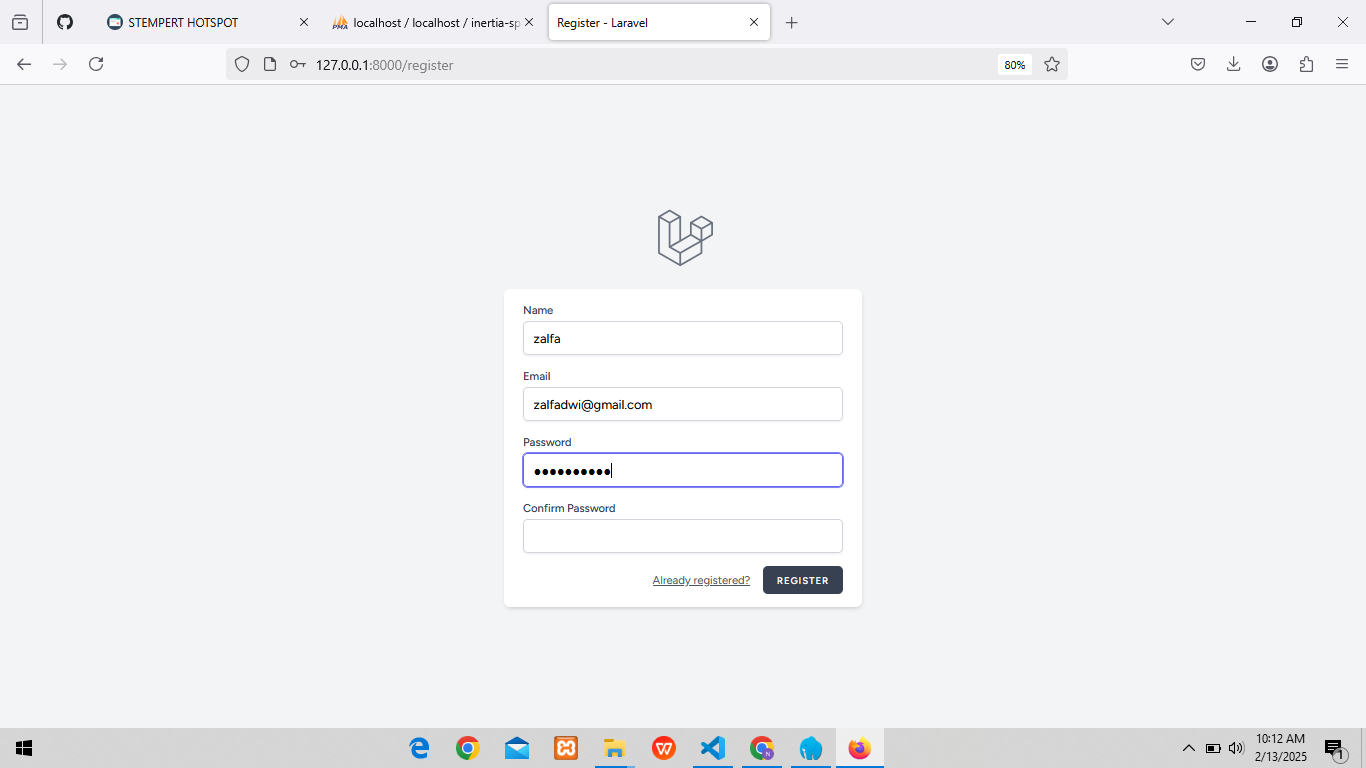 STEMPERT HOTSPOT
localhost / localhost / inertia-sp
Register - Laravel
127.0.0.1:8000/register
80%
Name
zalfa
Email
zalfadwi@gmail.com
Password
●●●●●●●●●●
Confirm Password
Already registered?
REGISTER
10:12 AM
2/13/2025
1